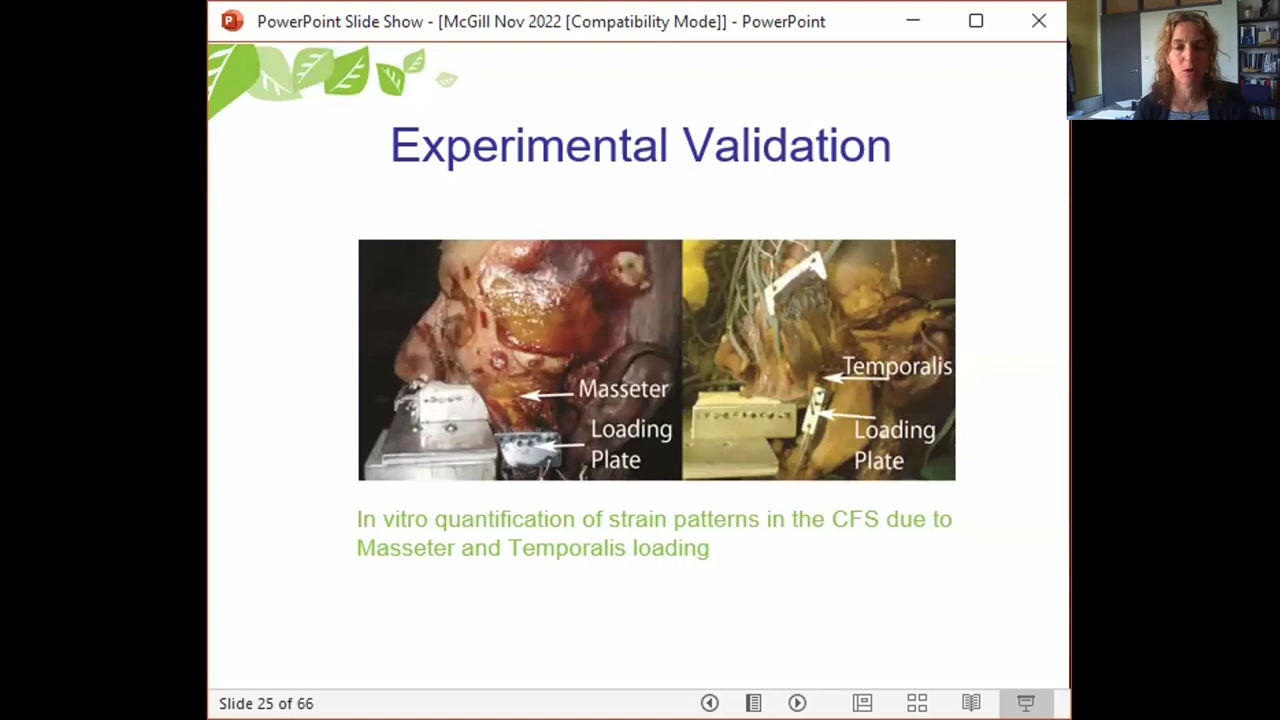 PowerPoint Slide Show - [McGill Nov 2022 [Compatibility Mode]] - PowerPoint
Experimental Validation
Masseter
Loading
Plate
Temporalis
Loading
Plate
In vitro quantification of strain patterns in the CFS due to
Masseter and Temporalis loading
Slide 25 of 66